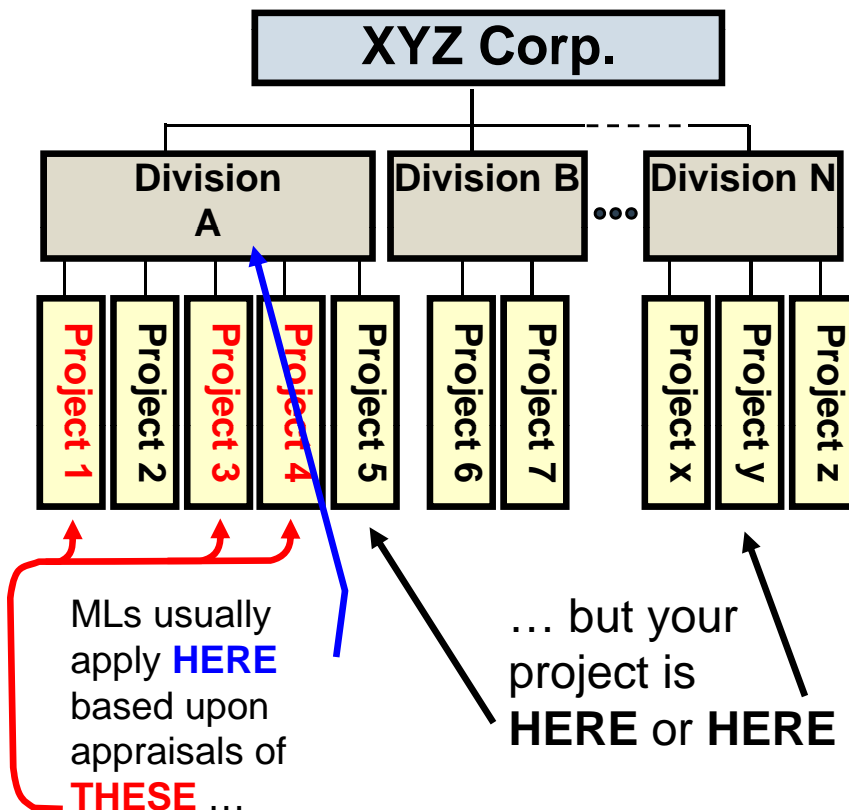 XYZ Corp.
Division
A
Division B
Division N
Project 1
Project 2
Project 3
Project 4
Project 5
Project 6
Project 7
Project x
Project y
Project z
MLs usually
apply HERE
based upon
appraisals of
THESE ...
... but your
project is
HERE or HERE